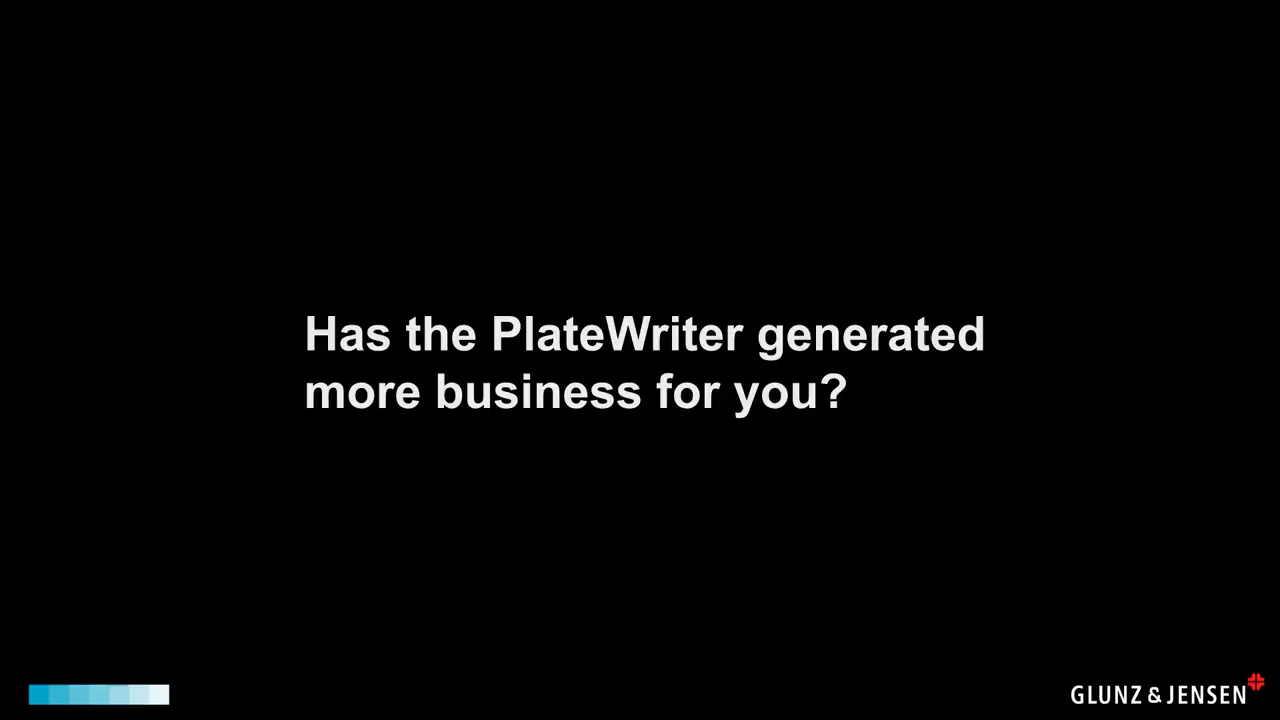 Has the PlateWriter generated
more business for you?
GLUNZ & JENSEN